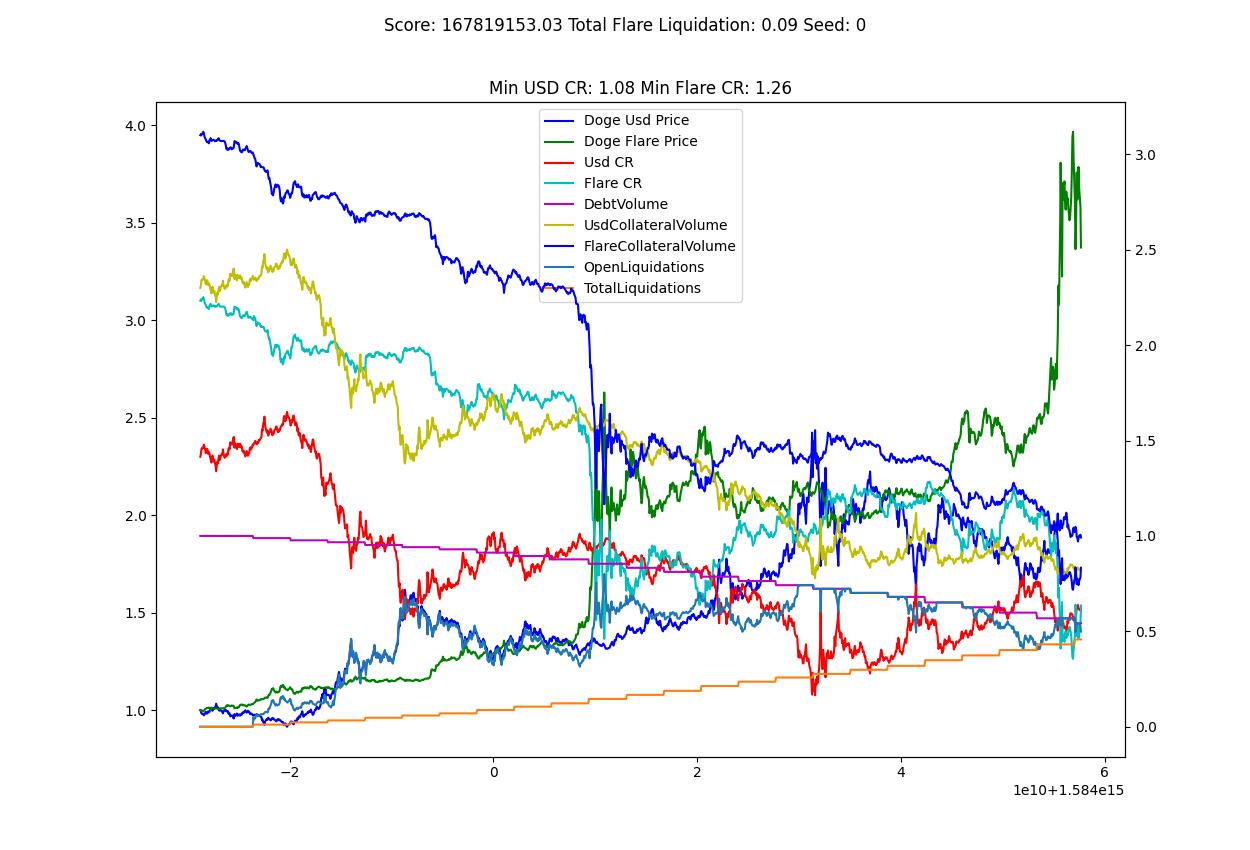 Score: 167819153.03 Total Flare Liquidation: 0.09 Seed: 0
Min USD CR: 1.08 Min Flare CR: 1.26
Doge Usd Price
Doge Flare Price
Usd CR
Flare CR
DebtVolume
UsdCollateralVolume
FlareCollateralVolume
OpenLiquidations
TotalLiquidations
4.0
3.5
3.0
2.5
2.0
1.5
1.0
3.0
2.5
2.0
1.5
1.0
0.5
0.0
−2
0
2
4
6
1e10+1.584e15